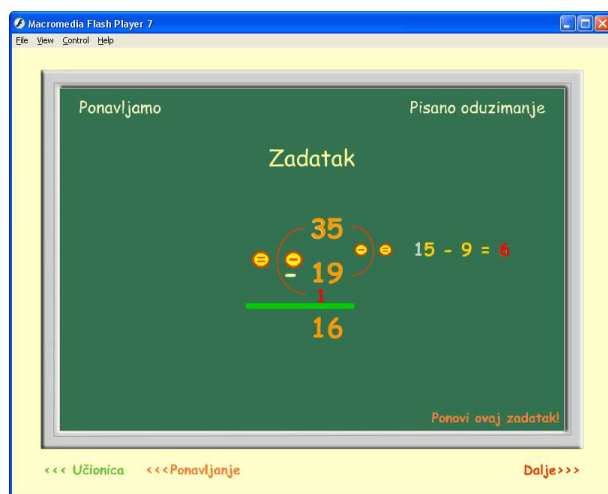 Macromedia Flash Player 7
File View Control Help
Ponavljamo Pisano oduzimanje
Zadatak
35
= - - = 15 - 9 = 6
- 19
1
16
Ponovi ovaj zadatak!
<<< Učionica <<<Ponavljanje Dalje>>>